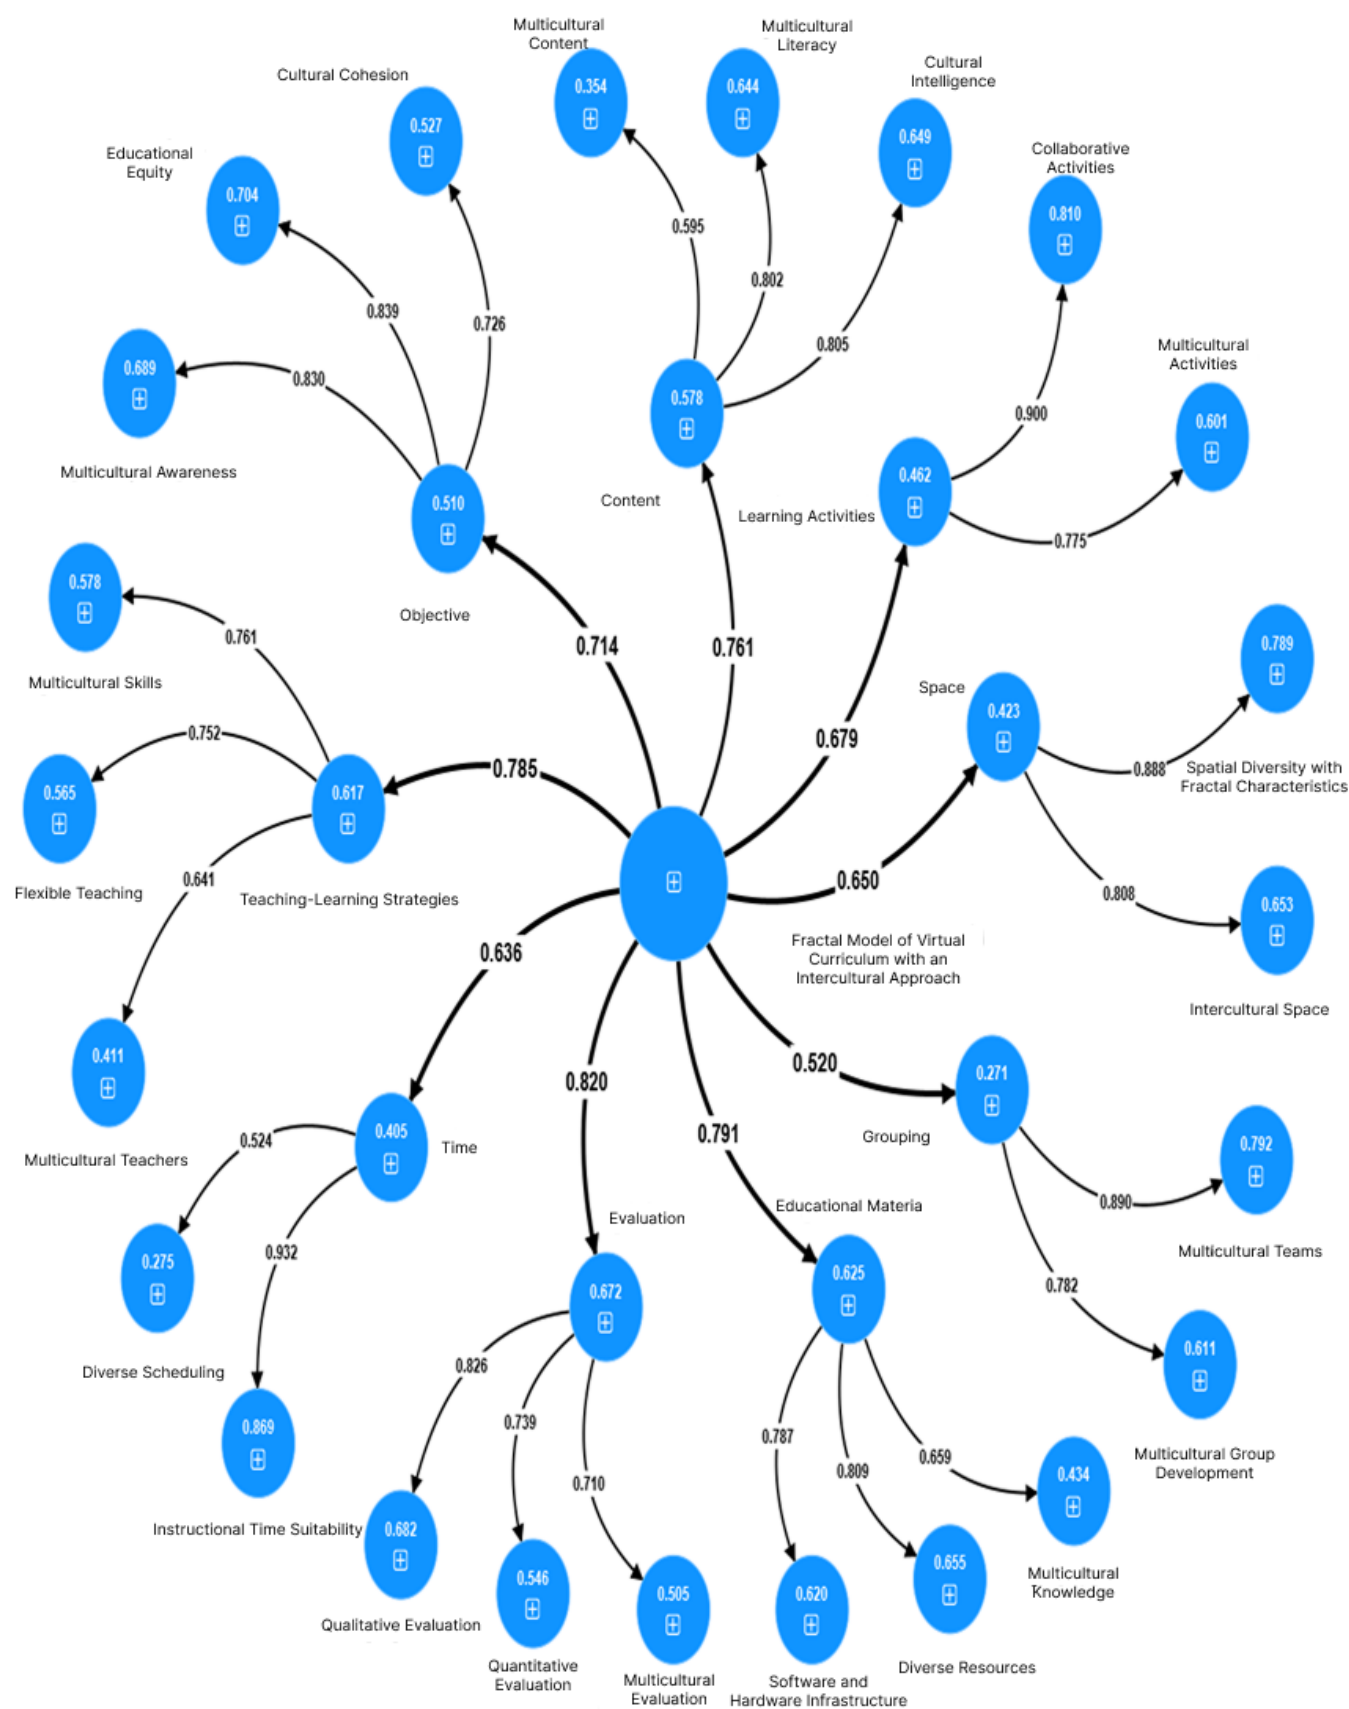 Multicultural
Content
Multicultural
Literacy
Cultural
Intelligence
Cultural Cohesion
0.354
0.644
0.649
0.527
Educational
Equity
Collaborative
Activities
0.704
0.810
0.595
0.802
0.839
0.726
0.805
Multicultural
Activities
0.689
0.830
0.578
0.900
0.601
Multicultural Awareness
0.510
Content
0.462
Learning Activities
0.775
Objective
0.578
0.761
0.714
0.761
0.789
Multicultural Skills
Space
0.423
0.679
0.752
0.785
0.888
Spatial Diversity with
Fractal Characteristics
0.565
0.617
0.641
0.650
0.808
Flexible Teaching
Teaching-Learning Strategies
0.653
0.636
Fractal Model of Virtual
Curriculum with an
Intercultural Approach
Intercultural Space
0.411
0.820
0.520
0.271
0.791
Grouping
0.405
Time
0.524
Multicultural Teachers
0.792
0.890
Educational Materia
Evaluation
Multicultural Teams
0.275
0.932
0.672
0.625
0.782
Diverse Scheduling
0.826
0.611
0.869
0.739
0.787
0.659
0.710
0.809
Multicultural Group
Development
0.434
Instructional Time Suitability
0.682
0.546
0.505
0.620
0.655
Multicultural
Knowledge
Qualitative Evaluation
Quantitative
Evaluation
Multicultural
Evaluation
Software and
Hardware Infrastructure
Diverse Resources